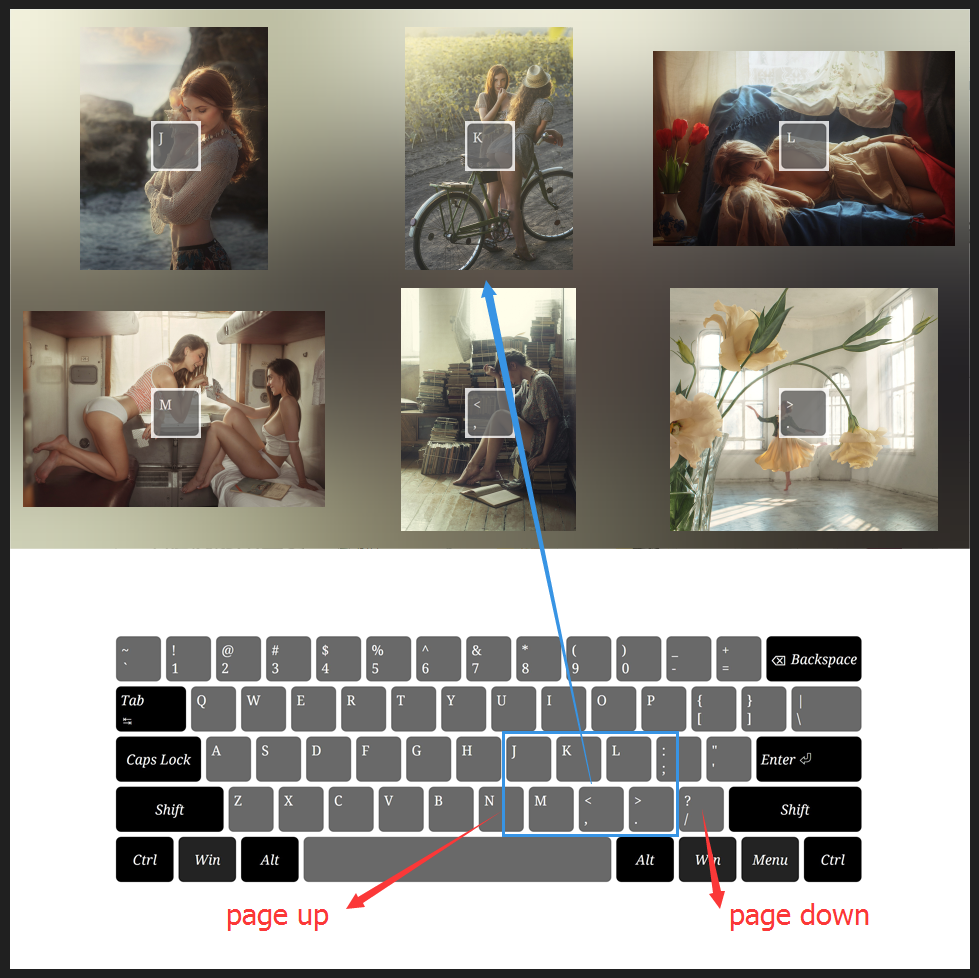 J K L
M < , > .
~ ` ! 1 @ 2 # 3 $ 4 % 5 ^ 6 & 7 * 8 ( 9 ) 0 _ - + = ⌫ Backspace
Tab ↹ Q W E R T Y U I O P { [ } ] | \
Caps Lock A S D F G H J K L : ; " ' Enter ⏎
Shift Z X C V B N M < , > . ? / Shift
Ctrl Win Alt Alt Win Menu Ctrl
page up page down